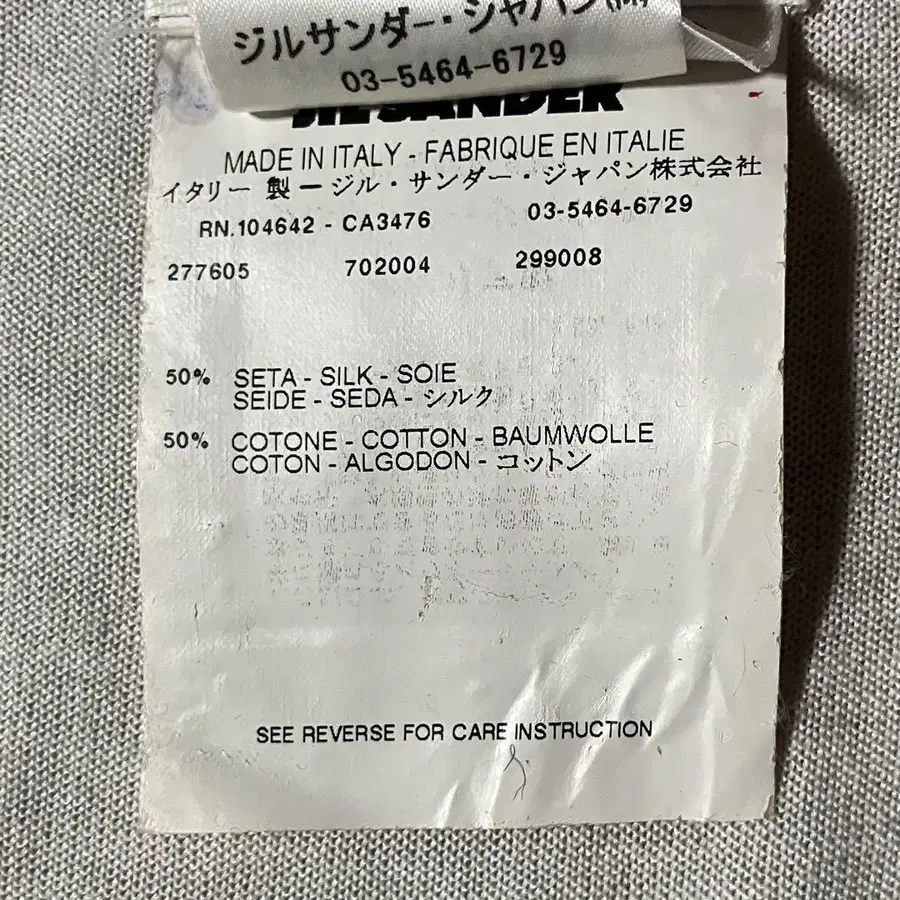 ジルサンダー・ジャパン(株)
03-5464-6729
JIL SANDER
MADE IN ITALY - FABRIQUE EN ITALIE
イタリー 製 ー ジル・サンダー・ジャパン株式会社
RN.104642 - CA3476 03-5464-6729
277605 702004 299008
50% SETA - SILK - SOIE
SEIDE - SEDA - シルク
50% COTONE - COTTON - BAUMWOLLE
COTON - ALGODON - コットン
SEE REVERSE FOR CARE INSTRUCTION